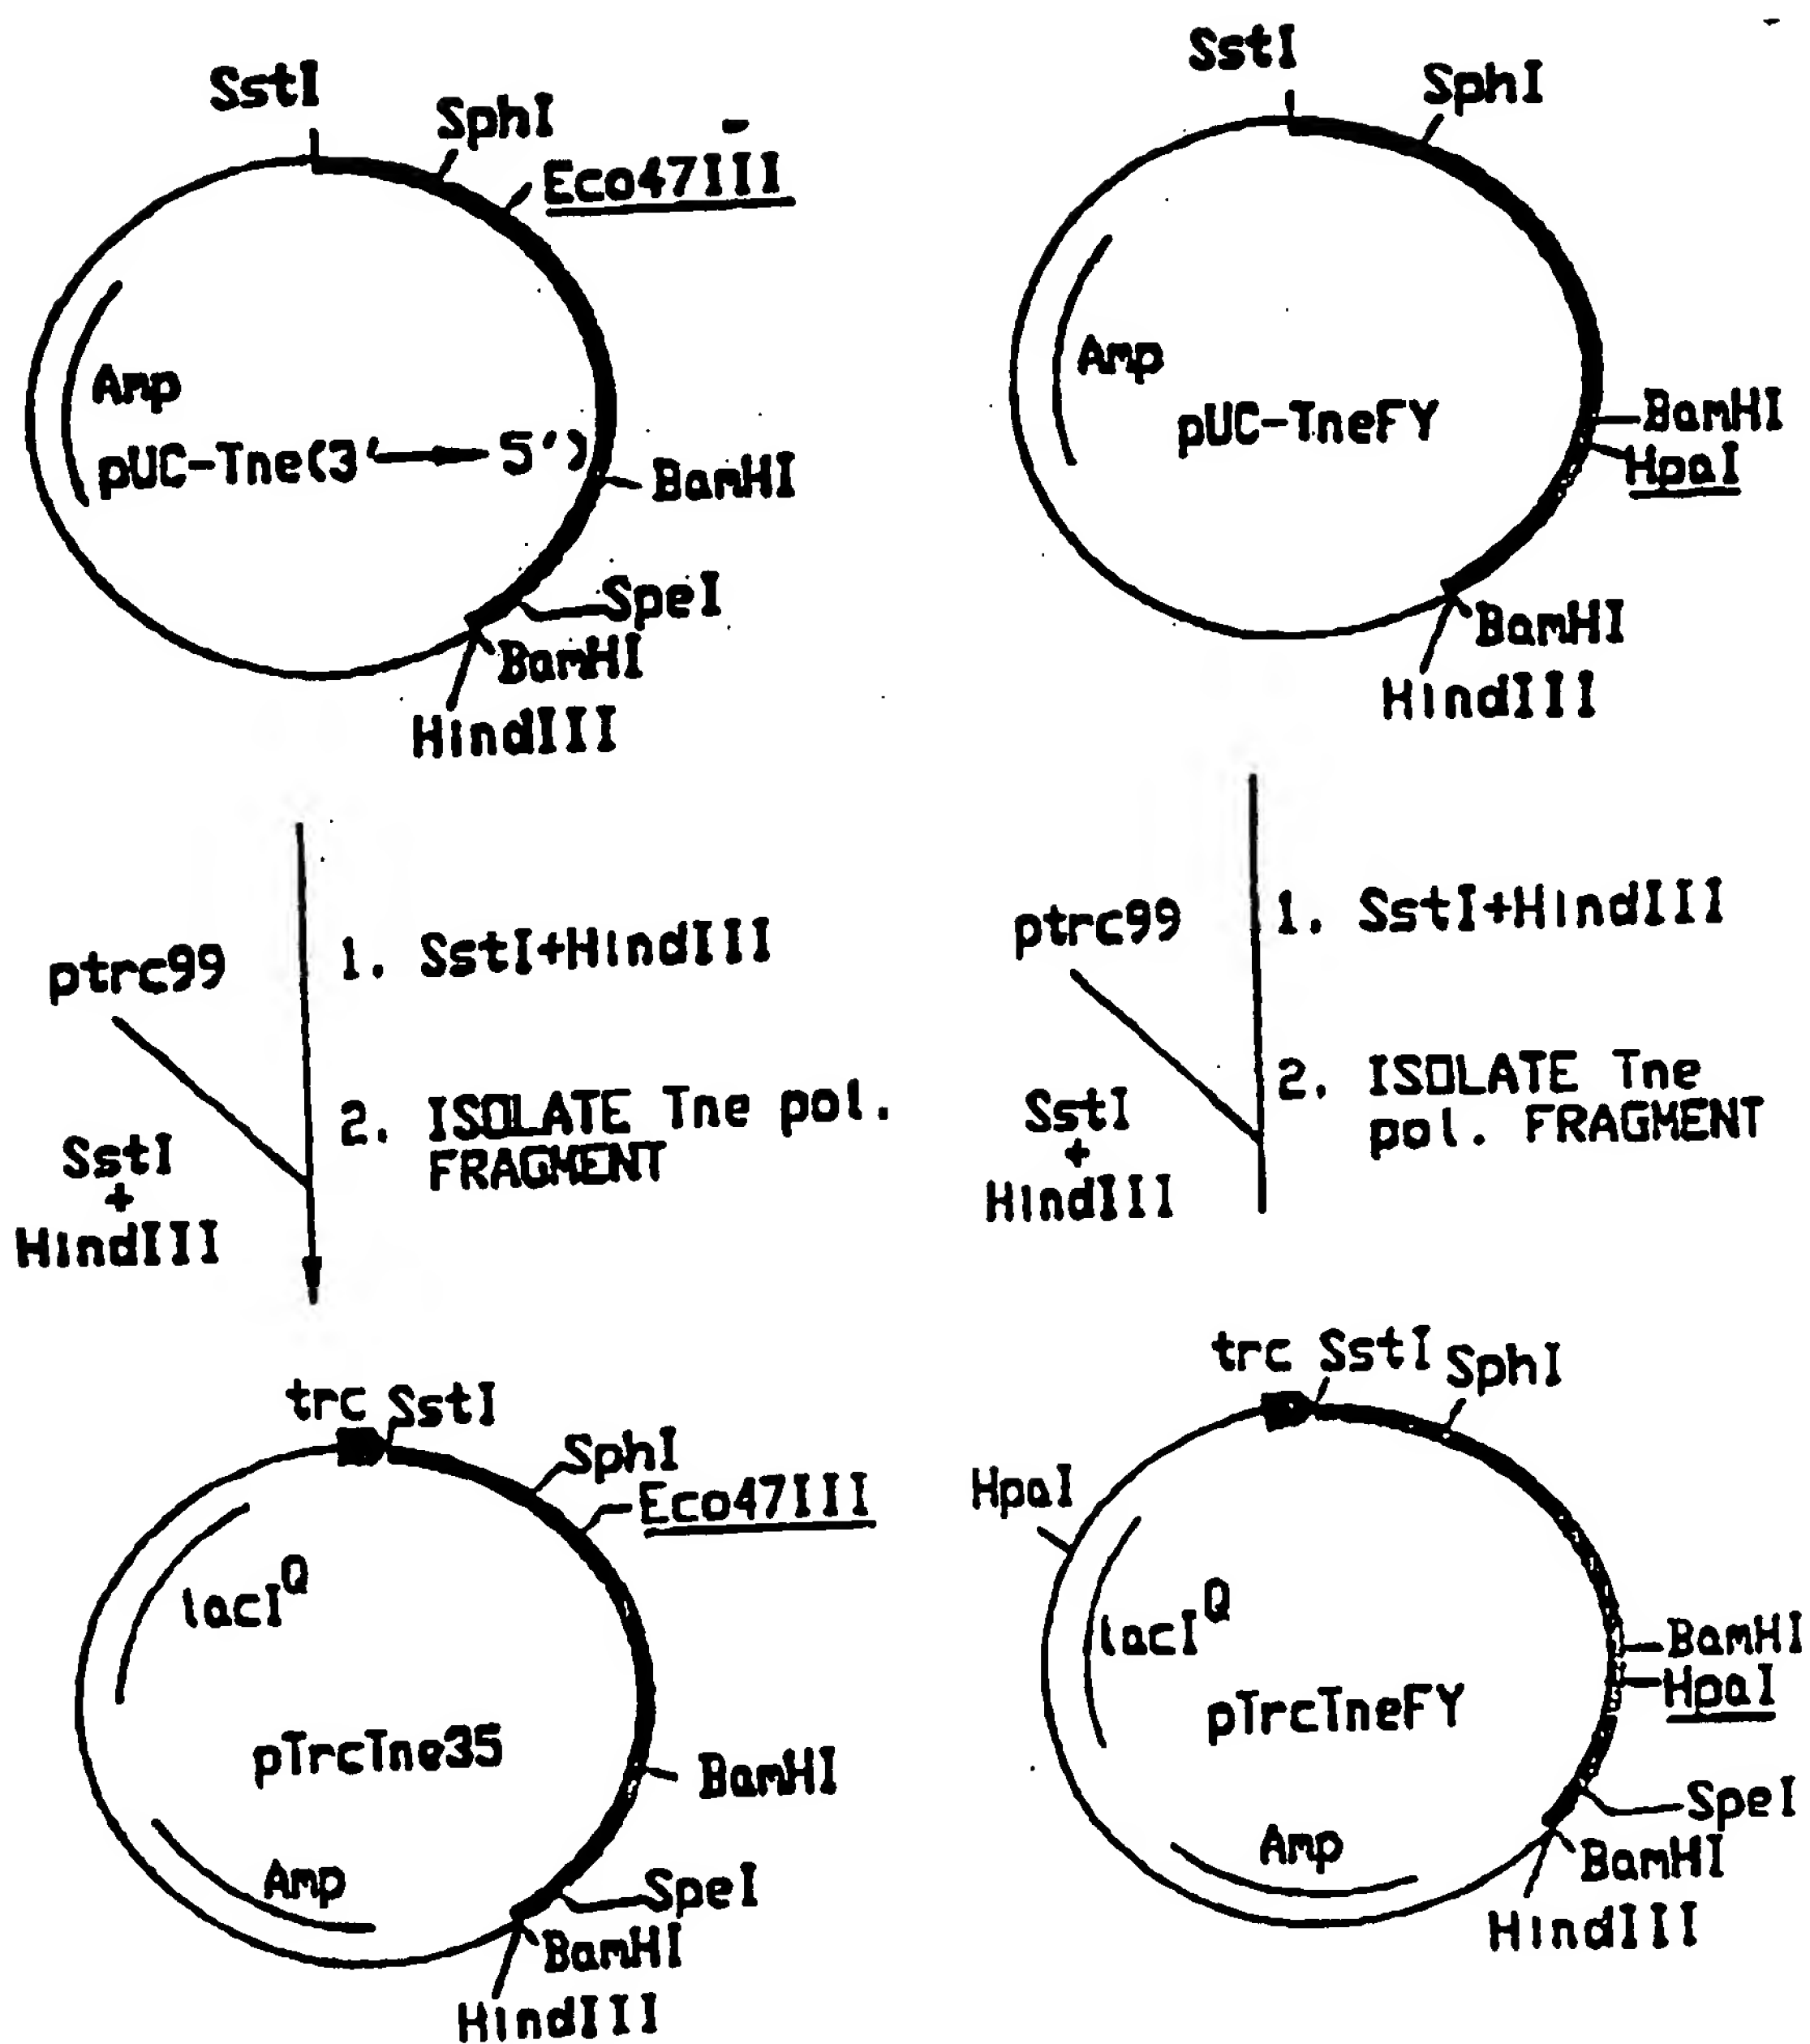 SstI
SphI
Eco47III
Amp
pUC-Tne(3'→5')
BamHI
SpeI
BamHI
HindIII
SstI
SphI
Amp
pUC-TneFY
BamHI
HpaI
BamHI
HindIII
ptrc99
1. SstI+HindIII
SstI
+
HindIII
2. ISOLATE Tne pol.
FRAGMENT
ptrc99
1. SstI+HindIII
SstI
+
HindIII
2. ISOLATE Tne
pol. FRAGMENT
trc SstI
SphI
Eco47III
lacI^Q
pTrcTne35
BamHI
Amp
SpeI
BamHI
HindIII
trc SstI
SphI
HpaI
lacI^Q
BamHI
HpaI
pTrcTneFY
SpeI
Amp
BamHI
HindIII